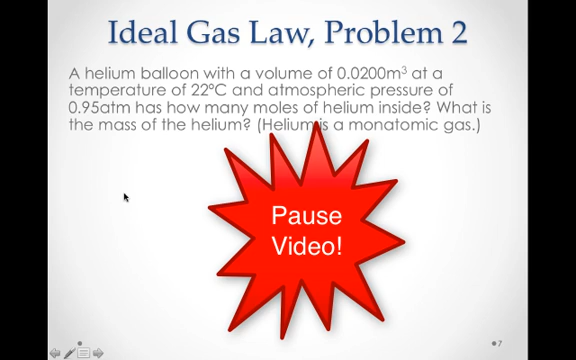 Ideal Gas Law, Problem 2
A helium balloon with a volume of 0.0200m³ at a
temperature of 22°C and atmospheric pressure of
0.95atm has how many moles of helium inside? What is
the mass of the helium? (Helium is a monatomic gas.)
Pause
Video!
7